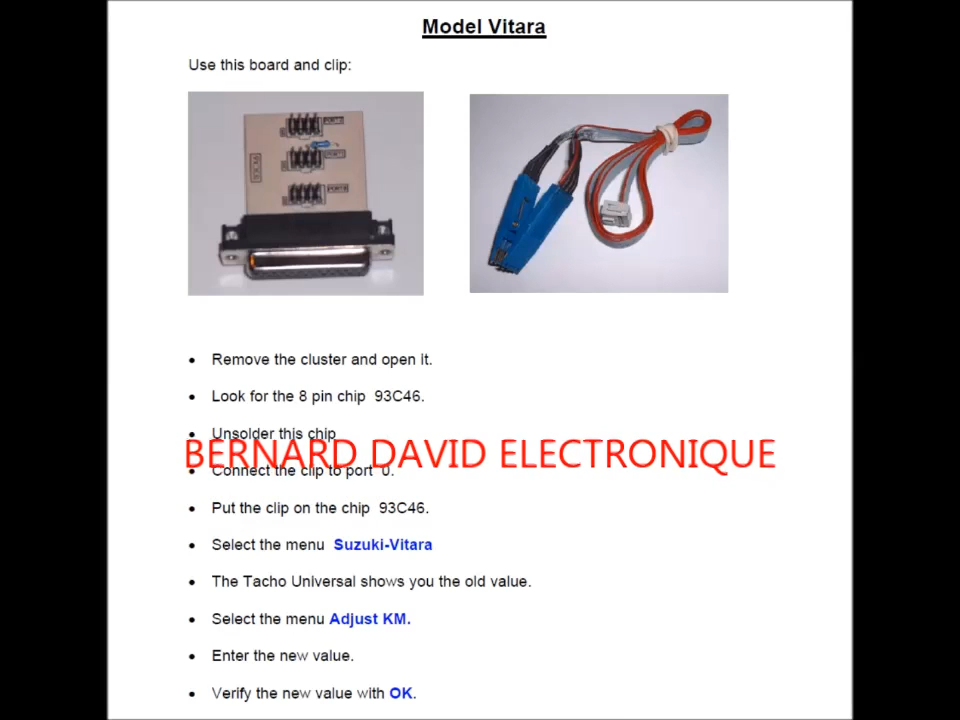 Model Vitara
Use this board and clip:
93C46
Remove the cluster and open it.
Look for the 8 pin chip 93C46.
Unsolder this chip
BERNARD DAVID ELECTRONIQUE
Connect the clip to port 0.
Put the clip on the chip 93C46.
Select the menu Suzuki-Vitara
The Tacho Universal shows you the old value.
Select the menu Adjust KM.
Enter the new value.
Verify the new value with OK.